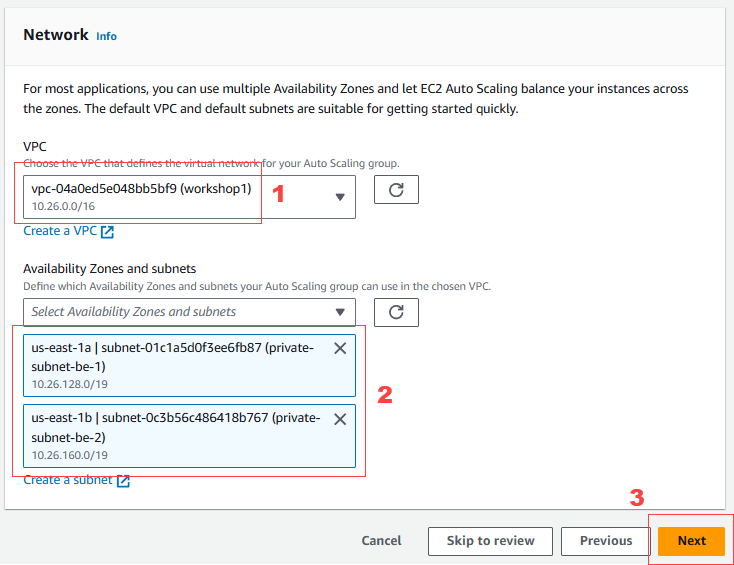 Network Info
For most applications, you can use multiple Availability Zones and let EC2 Auto Scaling balance your instances across
the zones. The default VPC and default subnets are suitable for getting started quickly.
VPC
Choose the VPC that defines the virtual network for your Auto Scaling group.
vpc-04a0ed5e048bb5bf9 (workshop1)
10.26.0.0/16
1
Create a VPC
Availability Zones and subnets
Define which Availability Zones and subnets your Auto Scaling group can use in the chosen VPC.
Select Availability Zones and subnets
us-east-1a | subnet-01c1a5d0f3ee6fb87 (private-
subnet-be-1)
10.26.128.0/19
2
us-east-1b | subnet-0c3b56c486418b767 (private-
subnet-be-2)
10.26.160.0/19
Create a subnet
3
Cancel Skip to review Previous Next